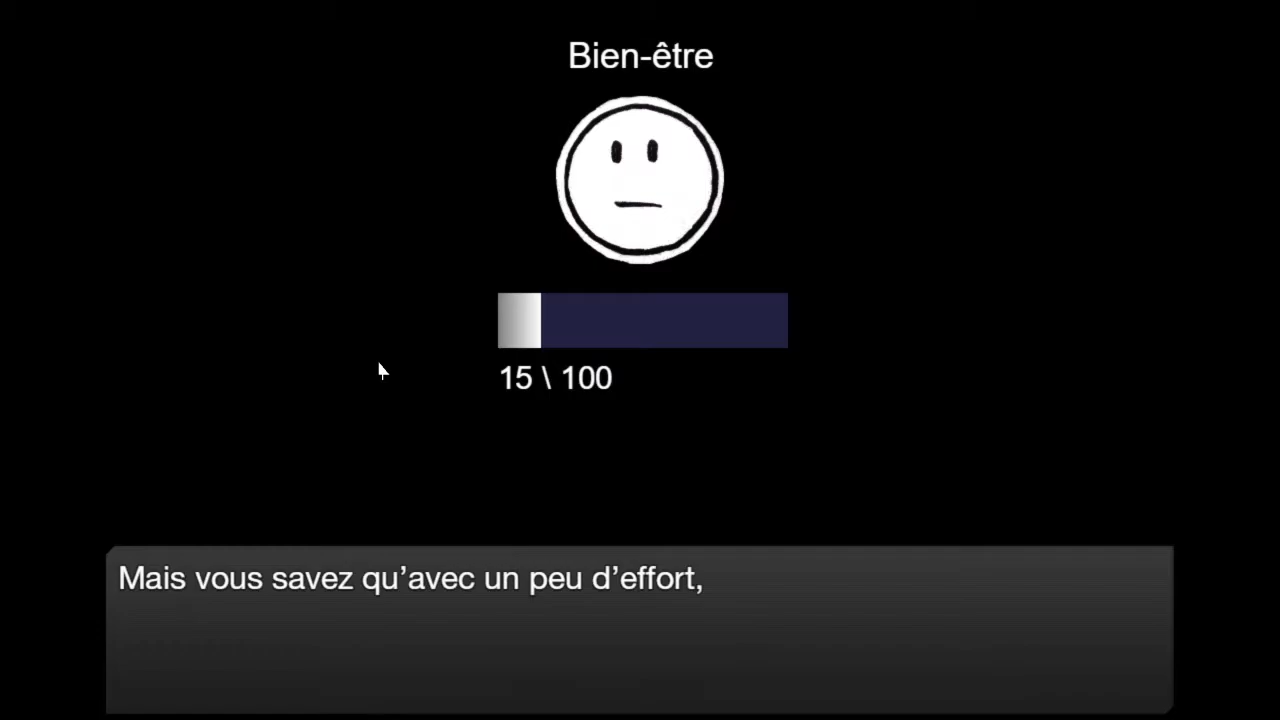 Bien-être
15 \ 100
Mais vous savez qu’avec un peu d’effort,